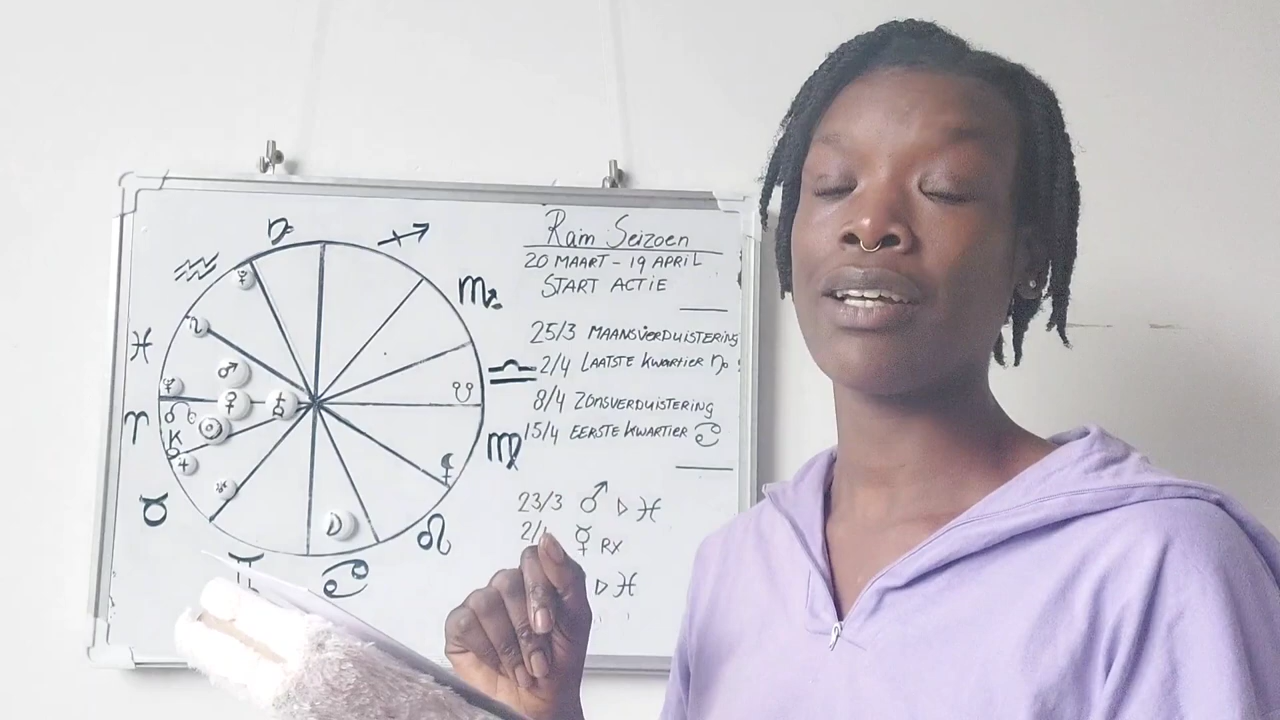 Ram Seizoen
20 MAART - 19 APRIL
START ACTIE
25/3 MAANSVERDUISTERING
2/4 LAATSTE KWARTIER ♑
8/4 ZONSVERDUISTERING
15/4 EERSTE KWARTIER ♋
23/3 ♂ ▷ ♓
☿ RX
▷ ♓